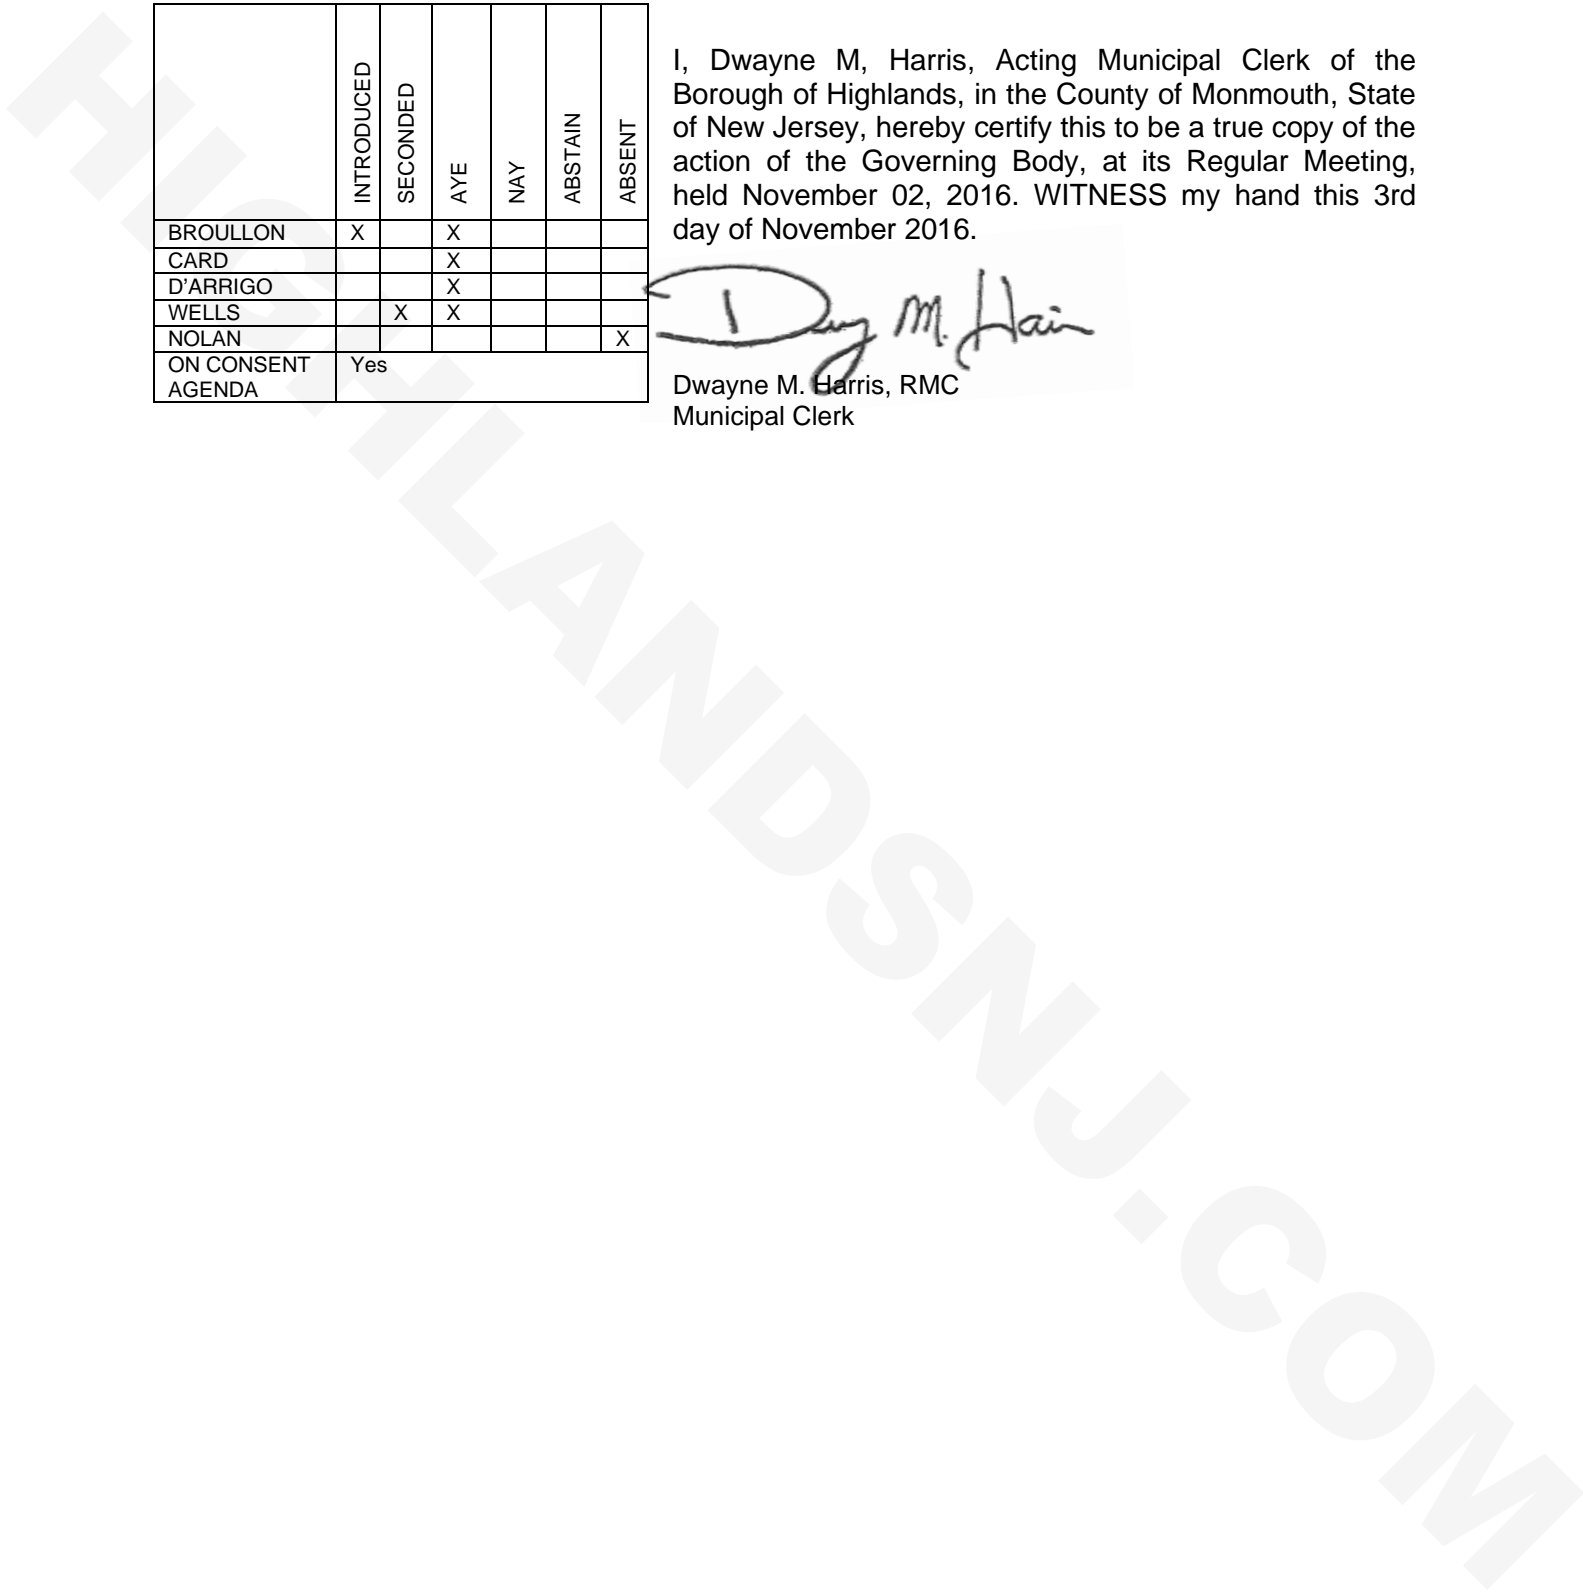 INTRODUCED SECONDED AYE NAY ABSTAIN ABSENT
BROULLON X X
CARD X
D'ARRIGO X
WELLS X X
NOLAN X
ON CONSENT Yes
AGENDA
I, Dwayne M, Harris, Acting Municipal Clerk of the
Borough of Highlands, in the County of Monmouth, State
of New Jersey, hereby certify this to be a true copy of the
action of the Governing Body, at its Regular Meeting,
held November 02, 2016. WITNESS my hand this 3rd
day of November 2016.
Dwayne M. Harris, RMC
Municipal Clerk
HIGHLANDSNJ.COM